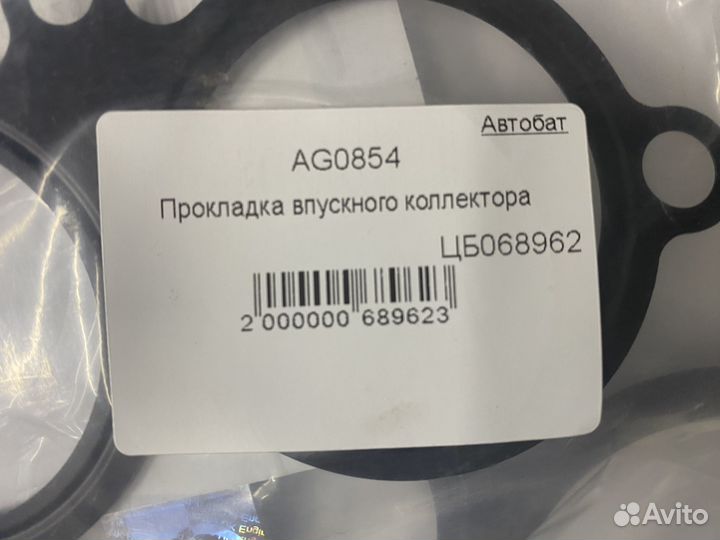 Автобат
AG0854
Прокладка впускного коллектора
ЦБ068962
2 000000 689623
Avito